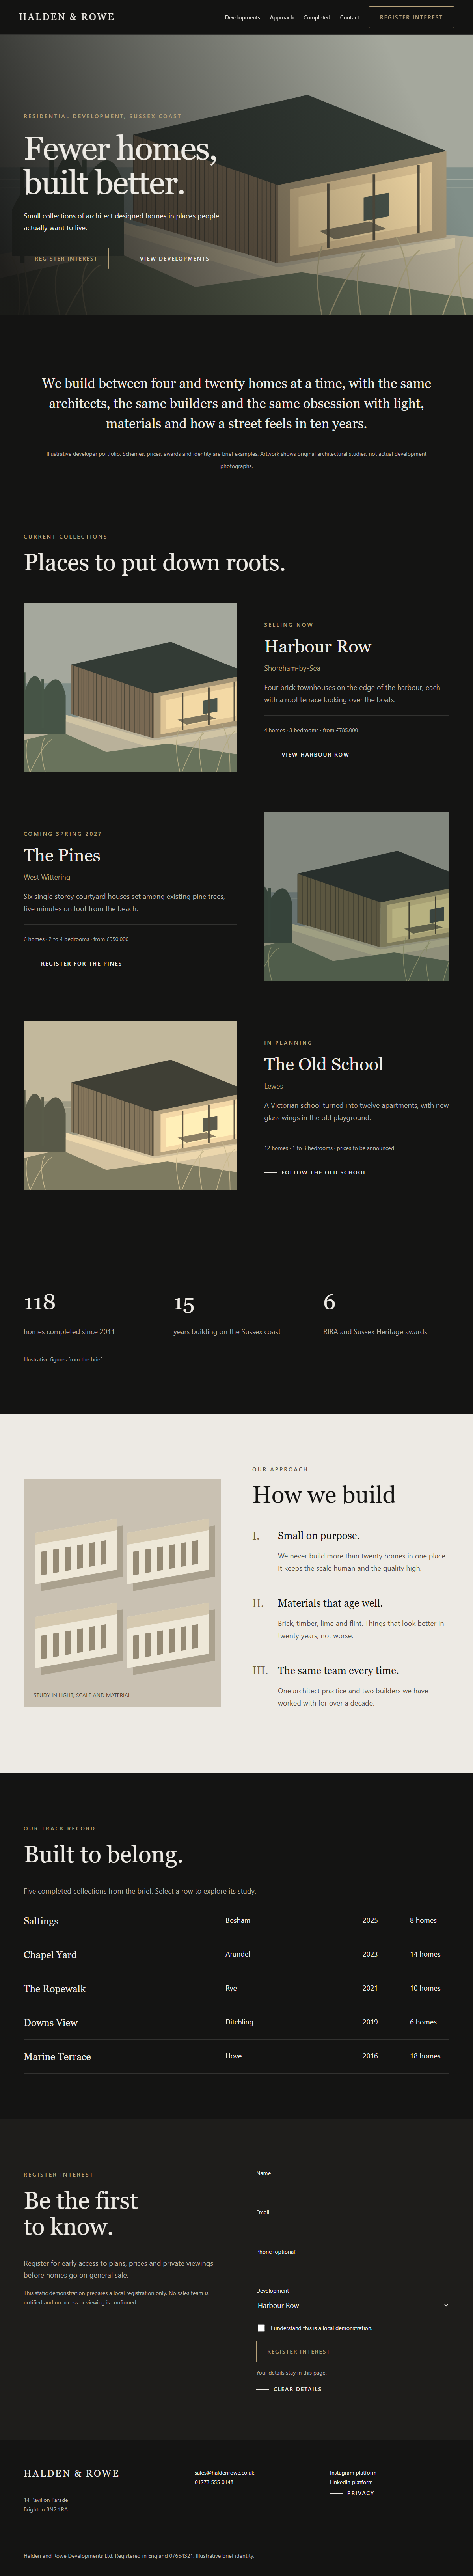 HALDEN & ROWE
Developments Approach Completed Contact REGISTER INTEREST
RESIDENTIAL DEVELOPMENT, SUSSEX COAST
Fewer homes,
built better.
Small collections of architect designed homes in places people
actually want to live.
REGISTER INTEREST VIEW DEVELOPMENTS
We build between four and twenty homes at a time, with the same
architects, the same builders and the same obsession with light,
materials and how a street feels in ten years.
Illustrative developer portfolio. Schemes, prices, awards and identity are brief examples. Artwork shows original architectural studies, not actual development
photographs.
CURRENT COLLECTIONS
Places to put down roots.
SELLING NOW
Harbour Row
Shoreham-by-Sea
Four brick townhouses on the edge of the harbour, each
with a roof terrace looking over the boats.
4 homes · 3 bedrooms · from £785,000
VIEW HARBOUR ROW
COMING SPRING 2027
The Pines
West Wittering
Six single storey courtyard houses set among existing pine trees,
five minutes on foot from the beach.
6 homes · 2 to 4 bedrooms · from £950,000
REGISTER FOR THE PINES
IN PLANNING
The Old School
Lewes
A Victorian school turned into twelve apartments, with new
glass wings in the old playground.
12 homes · 1 to 3 bedrooms · prices to be announced
FOLLOW THE OLD SCHOOL
118
homes completed since 2011
15
years building on the Sussex coast
6
RIBA and Sussex Heritage awards
Illustrative figures from the brief.
OUR APPROACH
How we build
I. Small on purpose.
We never build more than twenty homes in one place.
It keeps the scale human and the quality high.
II. Materials that age well.
Brick, timber, lime and flint. Things that look better in
twenty years, not worse.
III. The same team every time.
One architect practice and two builders we have
worked with for over a decade.
STUDY IN LIGHT, SCALE AND MATERIAL
OUR TRACK RECORD
Built to belong.
Five completed collections from the brief. Select a row to explore its study.
Saltings Bosham 2025 8 homes
Chapel Yard Arundel 2023 14 homes
The Ropewalk Rye 2021 10 homes
Downs View Ditchling 2019 6 homes
Marine Terrace Hove 2016 18 homes
REGISTER INTEREST
Be the first
to know.
Register for early access to plans, prices and private viewings
before homes go on general sale.
This static demonstration prepares a local registration only. No sales team is
notified and no access or viewing is confirmed.
Name
Email
Phone (optional)
Development
Harbour Row
I understand this is a local demonstration.
REGISTER INTEREST
Your details stay in this page.
CLEAR DETAILS
HALDEN & ROWE
14 Pavilion Parade
Brighton BN2 1RA
sales@haldenrowe.co.uk
01273 555 0148
Instagram platform
LinkedIn platform
PRIVACY
Halden and Rowe Developments Ltd. Registered in England 07654321. Illustrative brief identity.